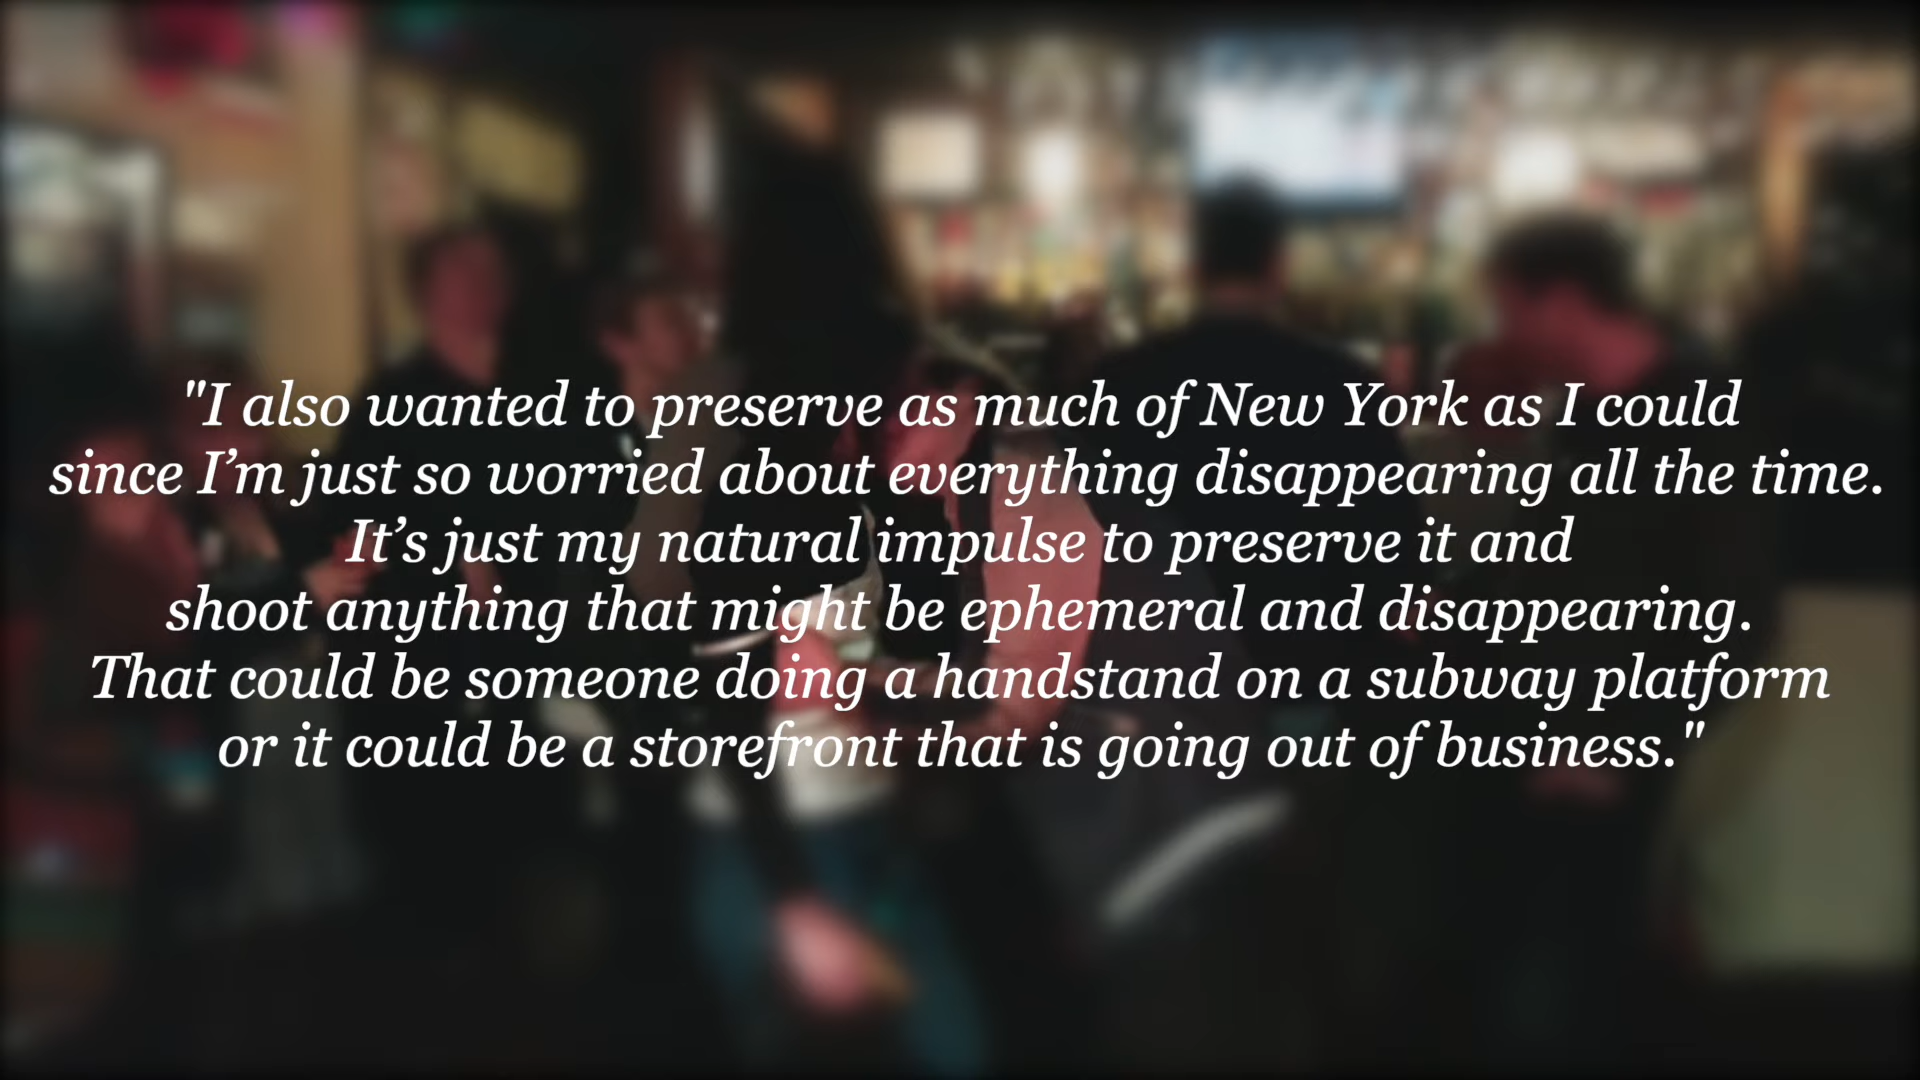 "I also wanted to preserve as much of New York as I could
since I’m just so worried about everything disappearing all the time.
It’s just my natural impulse to preserve it and
shoot anything that might be ephemeral and disappearing.
That could be someone doing a handstand on a subway platform
or it could be a storefront that is going out of business."